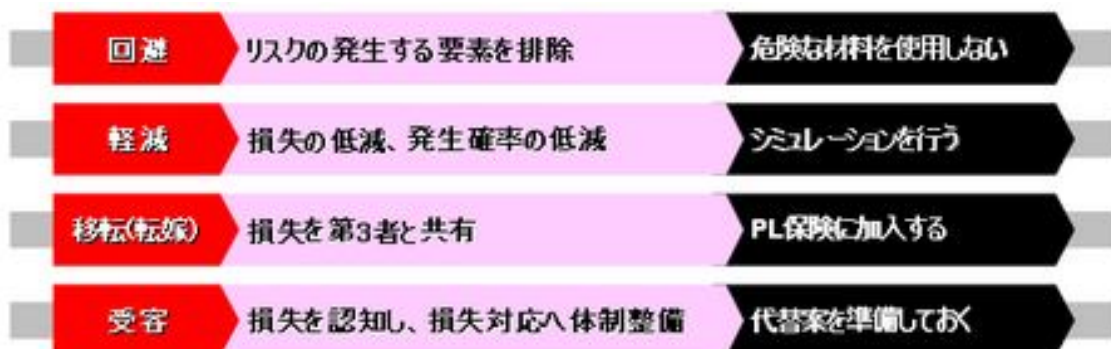 回避 リスクの発生する要素を排除 危険な材料を使用しない
軽減 損失の低減、発生確率の低減 シミュレーションを行う
移転(転嫁) 損失を第3者と共有 PL保険に加入する
受容 損失を認知し、損失対応へ体制整備 代替案を準備しておく